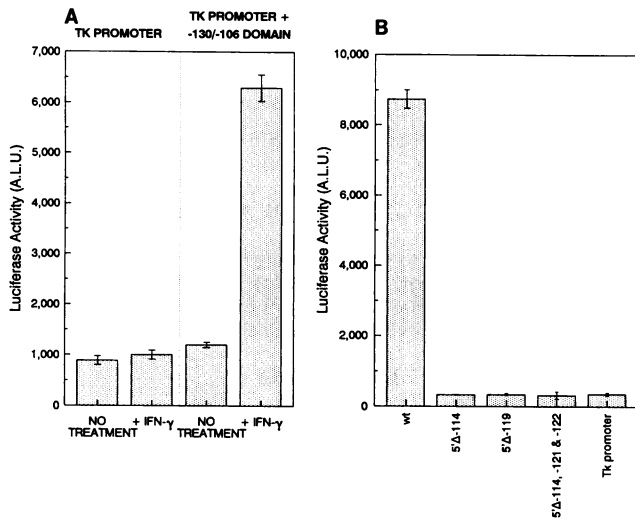 A
TK PROMOTER
TK PROMOTER +
-130/-106 DOMAIN
7,000
6,000
5,000
4,000
3,000
2,000
1,000
0
Luciferase Activity (A.L.U.)
NO
TREATMENT
+ IFN-γ
NO
TREATMENT
+ IFN-γ
B
10,000
8,000
6,000
4,000
2,000
0
Luciferase Activity (A.L.U.)
wt
5'Δ-114
5'Δ-119
5'Δ-114, -121 & -122
Tk promoter